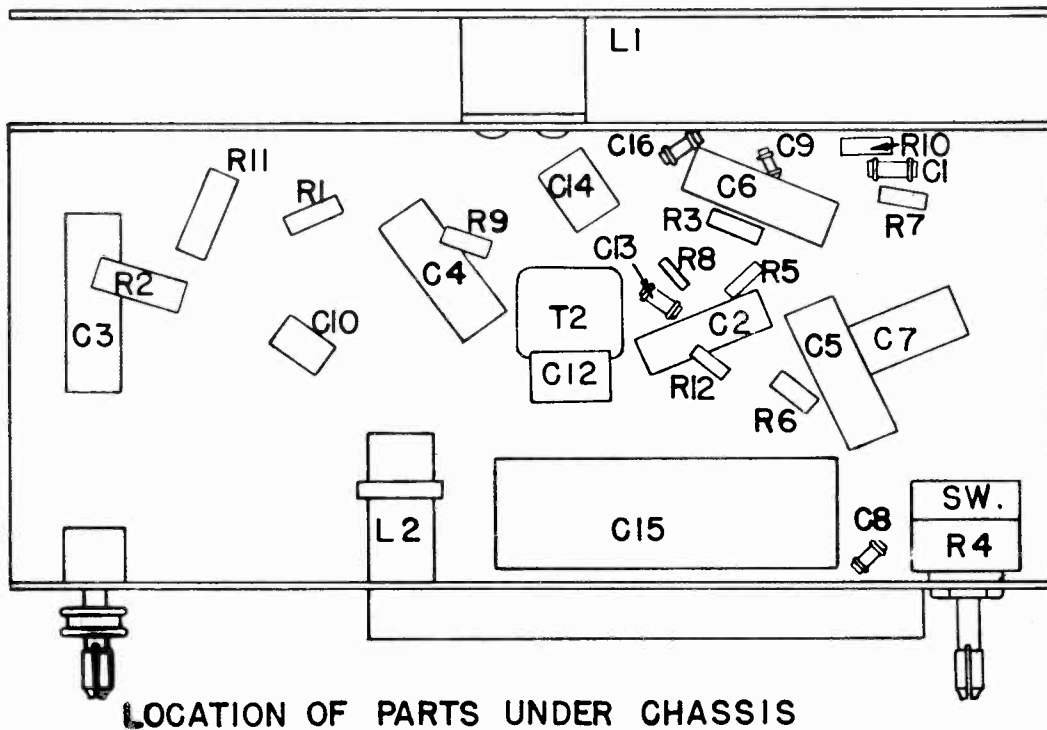 L1
C16
C9
R10
R11
C14
C6
C1
R1
R7
R9
R3
C13
R8
R5
R2
C4
C10
T2
C2
C3
C5
C7
C12
R12
R6
SW.
C8
L2
C15
R4
LOCATION OF PARTS UNDER CHASSIS